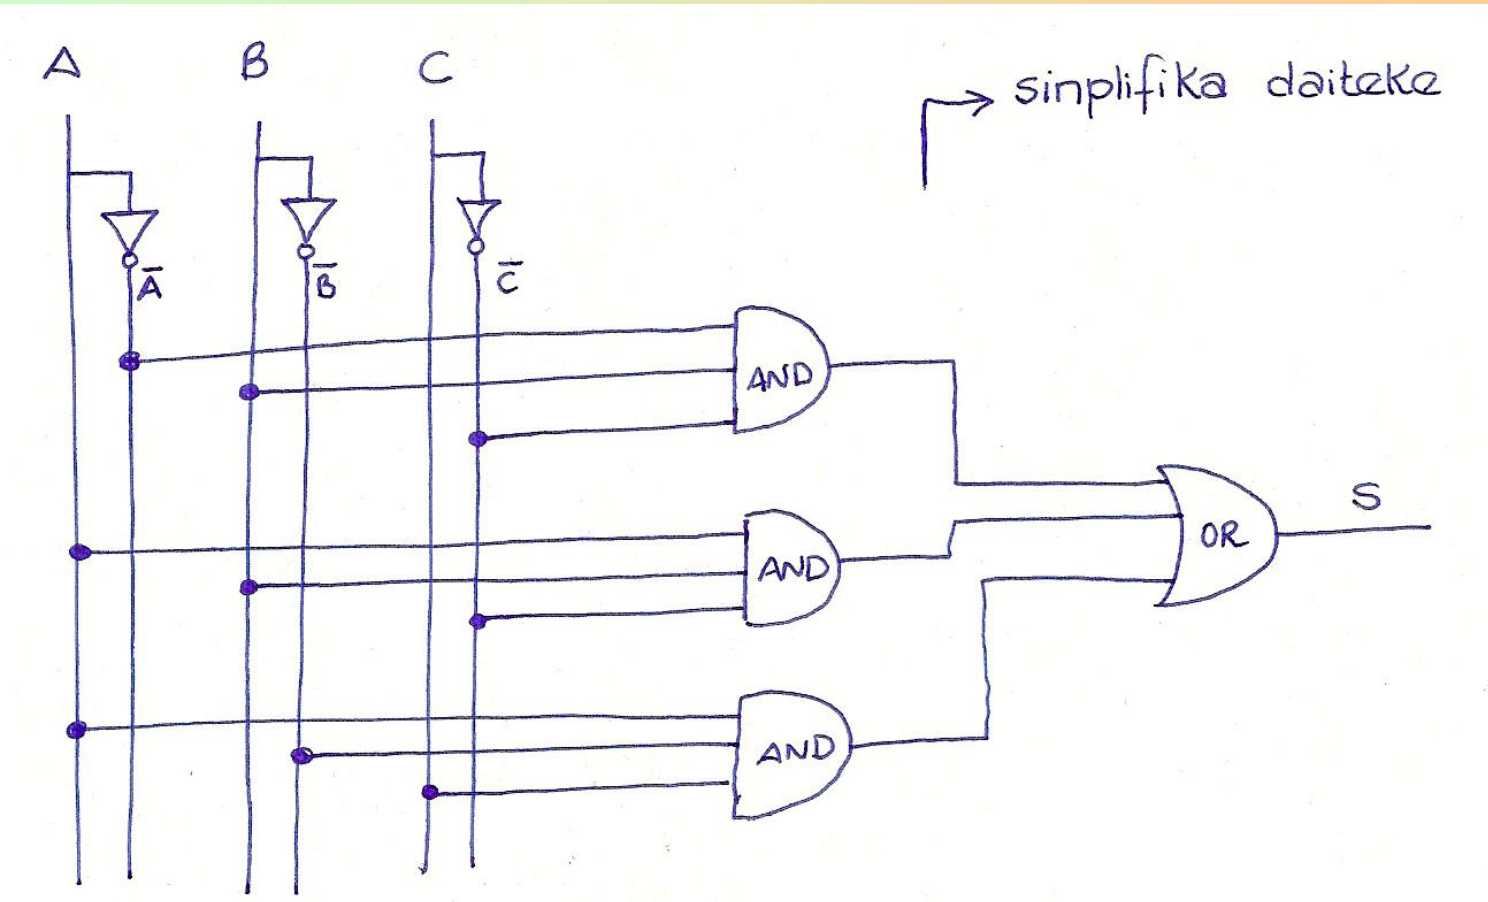 A B C
→ sinplifika daiteke
A̅ B̅ C̅
AND
AND
AND
OR
S